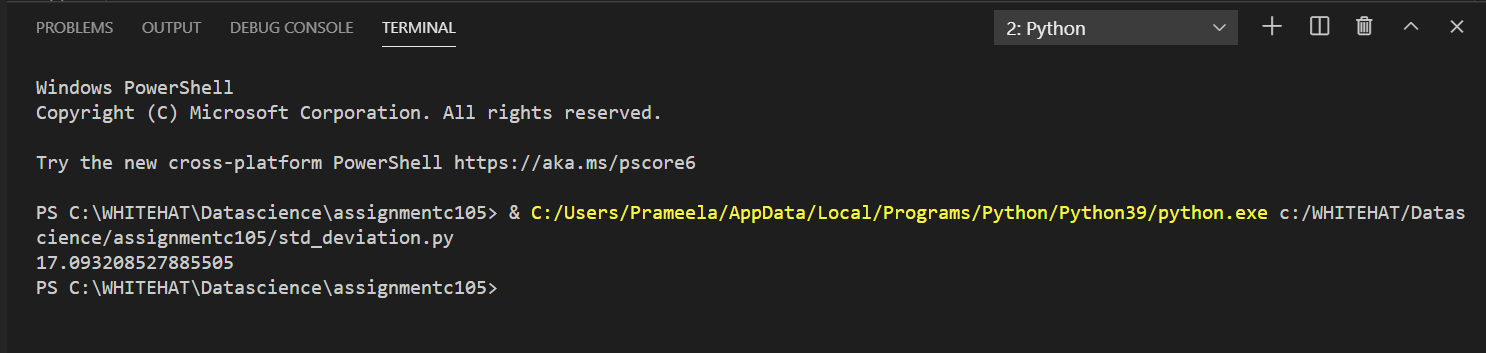 PROBLEMS OUTPUT DEBUG CONSOLE TERMINAL 2: Python
Windows PowerShell
Copyright (C) Microsoft Corporation. All rights reserved.
Try the new cross-platform PowerShell https://aka.ms/pscore6
PS C:\WHITEHAT\Datascience\assignmentc105> & C:/Users/Prameela/AppData/Local/Programs/Python/Python39/python.exe c:/WHITEHAT/Datas
cience/assignmentc105/std_deviation.py
17.093208527885505
PS C:\WHITEHAT\Datascience\assignmentc105>